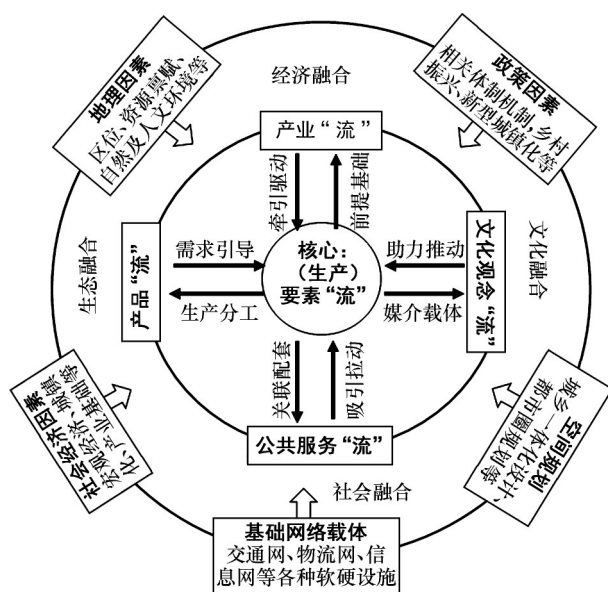 经济融合
地理因素
区位、资源禀赋、
自然及人文环境等
政策因素
相关体制机制，乡村
振兴、新型城镇化等
产业“流”
牵引驱动
前提基础
生态融合
产品“流”
需求引导
生产分工
核心：
（生产）
要素“流”
助力推动
媒介载体
文化观念“流”
文化融合
关联配套
吸引拉动
公共服务“流”
社会经济因素
宏观经济、城镇
化、产业基础等
空间规划
城乡一体化设计、
都市圈规划等
社会融合
基础网络载体
交通网、物流网、信
息网等各种软硬设施